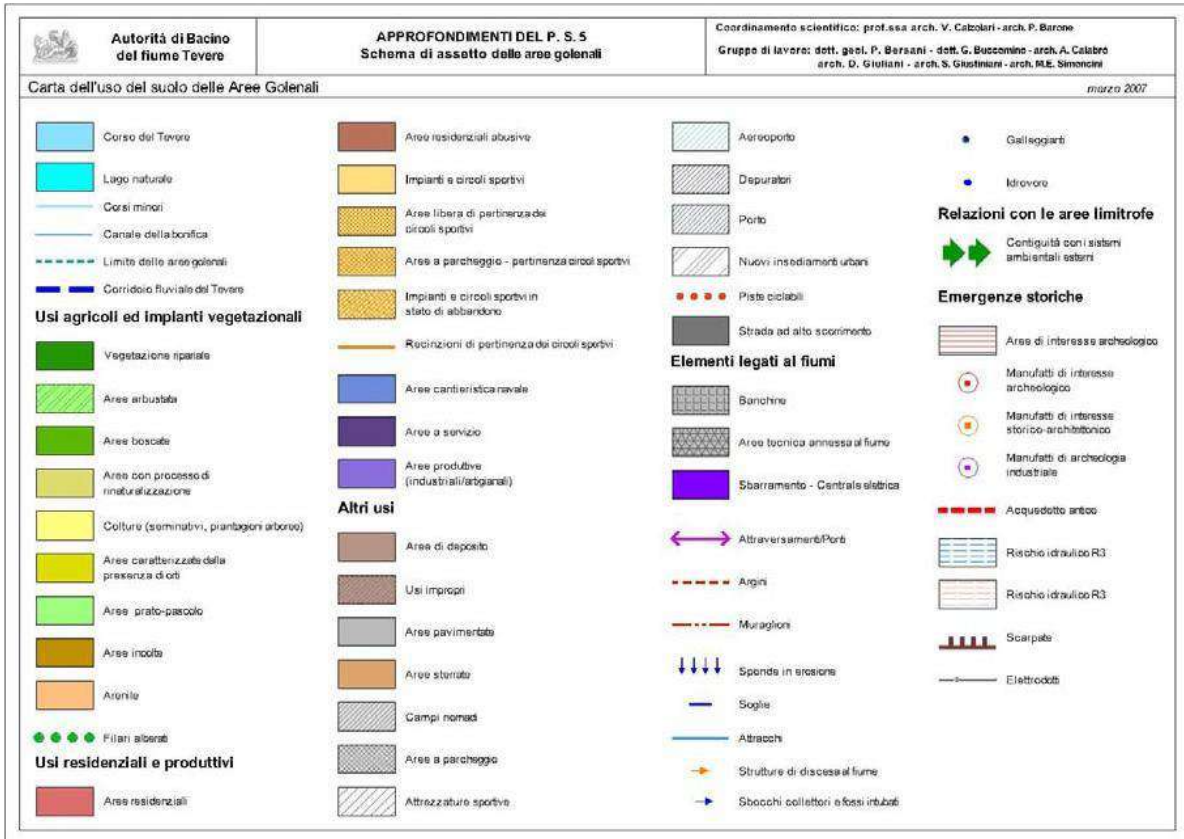 Autorità di Bacino
del fiume Tevere
APPROFONDIMENTI DEL P. S. 5
Schema di assetto delle aree golenali
Coordinamento scientifico: prof.ssa arch. V. Calzolari - arch. P. Barone
Gruppo di lavoro: dott. geol. P. Bersani - dott. G. Buccomino - arch. A. Calabrò
arch. D. Giuliani - arch. S. Giustiniani - arch. M.E. Simoncini
Carta dell'uso del suolo delle Aree Golenali
marzo 2007
Corso del Tevere
Lago naturale
Corsi minori
Canale della bonifica
Limite delle aree golenali
Corridoio fluviale del Tevere
Usi agricoli ed impianti vegetazionali
Vegetazione ripariale
Aree arbustata
Aree boscate
Aree con processo di
rinaturalizzazione
Colture (seminativi, piantagioni arboree)
Aree caratterizzate dalla
presenza di orti
Aree prato-pascolo
Aree incolte
Arenile
Filari alberati
Usi residenziali e produttivi
Aree residenziali
Aree residenziali abusive
Impianti e circoli sportivi
Aree libera di pertinenza dei
circoli sportivi
Aree a parcheggio - pertinenza circoli sportivi
Impianti e circoli sportivi in
stato di abbandono
Recinzioni di pertinenza dei circoli sportivi
Aree cantieristica navale
Aree a servizio
Aree produttive
(industriali/artigianali)
Altri usi
Aree di deposito
Usi impropri
Aree pavimentate
Aree sterrate
Campi nomadi
Aree a parcheggio
Attrezzature sportive
Aereoporto
Depuratori
Porto
Nuovi insediamenti urbani
Piste ciclabili
Strada ad alto scorrimento
Elementi legati al fiumi
Banchine
Aree tecnica annessa al fiume
Sbarramento - Centrale elettrica
Attraversamenti/Ponti
Argini
Muraglioni
Sponde in erosione
Soglie
Attracchi
Strutture di discesa al fiume
Sbocchi collettori e fossi intubati
Galleggianti
Idrovore
Relazioni con le aree limitrofe
Contiguità con i sistemi
ambientali esterni
Emergenze storiche
Aree di interesse archeologico
Manufatti di interesse
archeologico
Manufatti di interesse
storico-architettonico
Manufatti di archeologia
industriale
Acquedotto antico
Rischio idraulico R3
Rischio idraulico R3
Scarpate
Elettrodotti